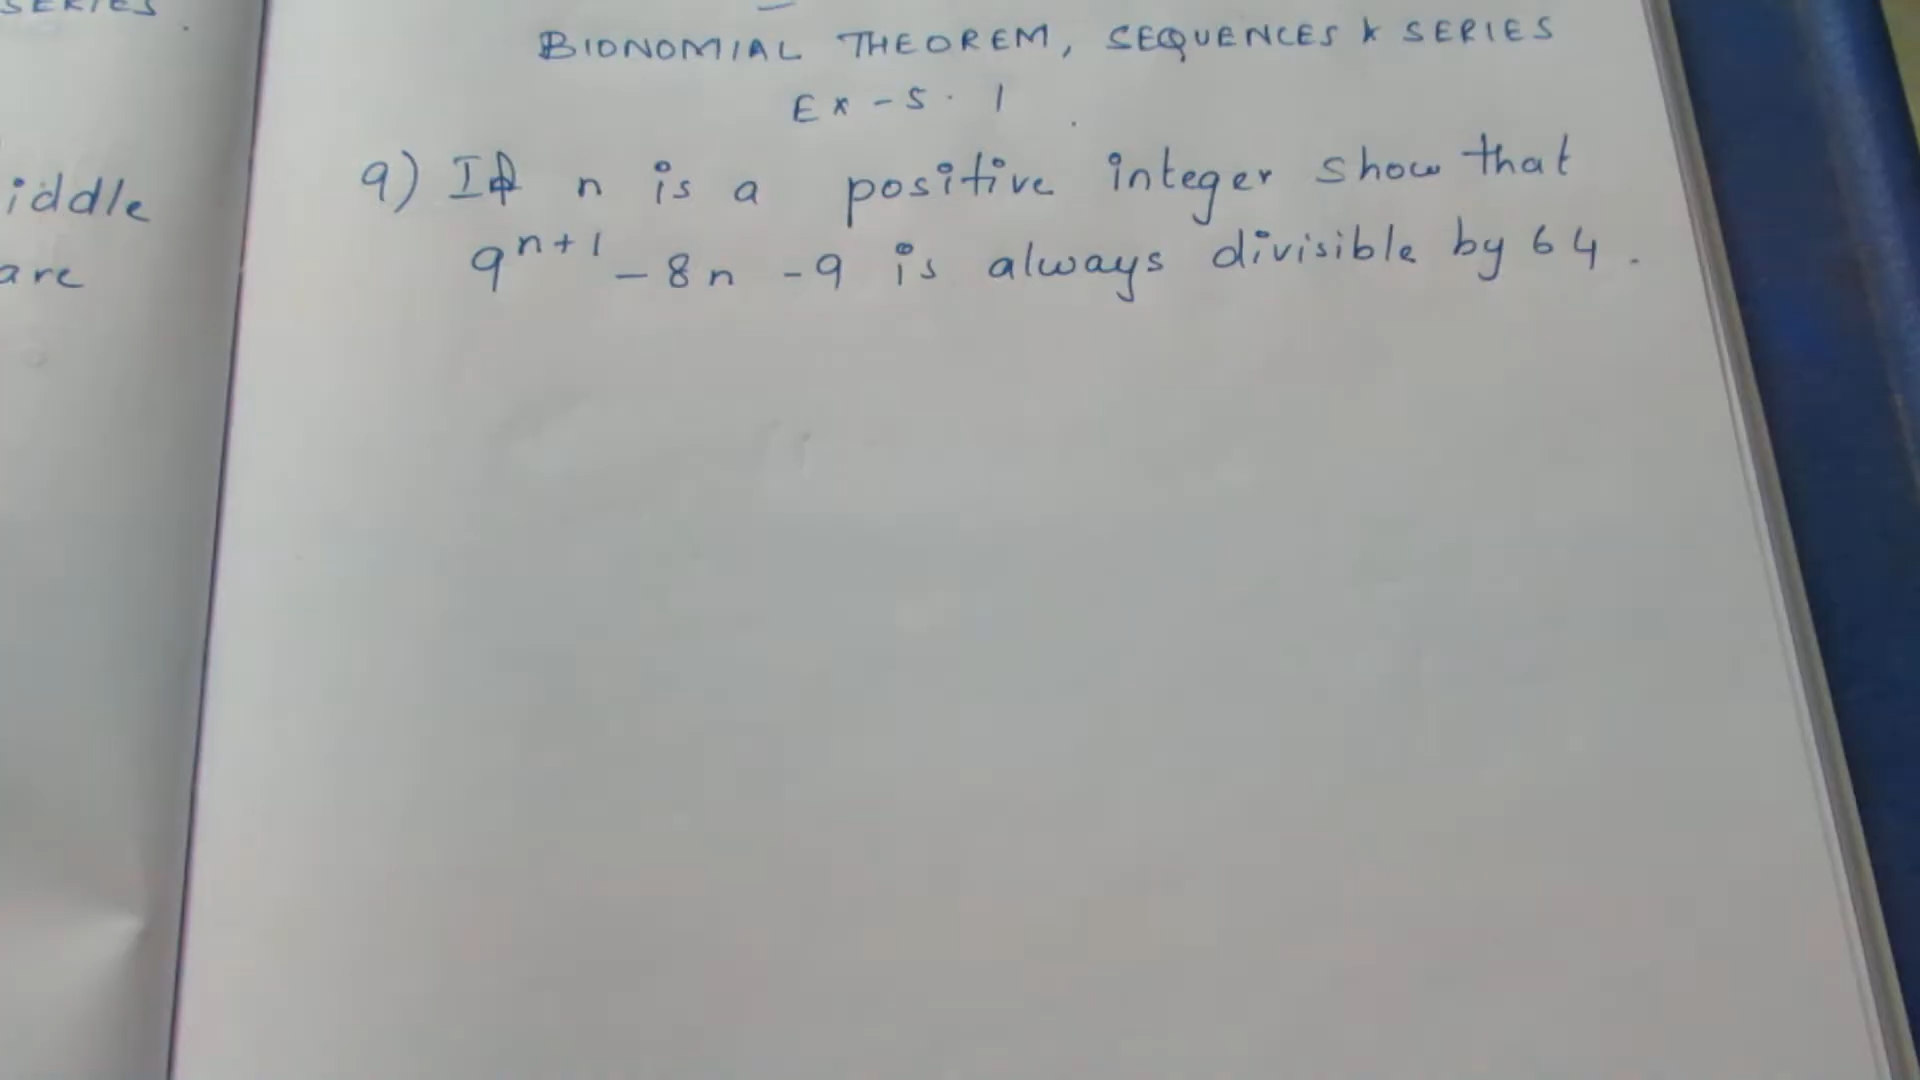 SERIES
iddle
are
BIONOMIAL THEOREM, SEQUENCES & SERIES
Ex - 5.1
9) If n is a positive integer show that
9^{n+1} - 8n - 9 is always divisible by 64.